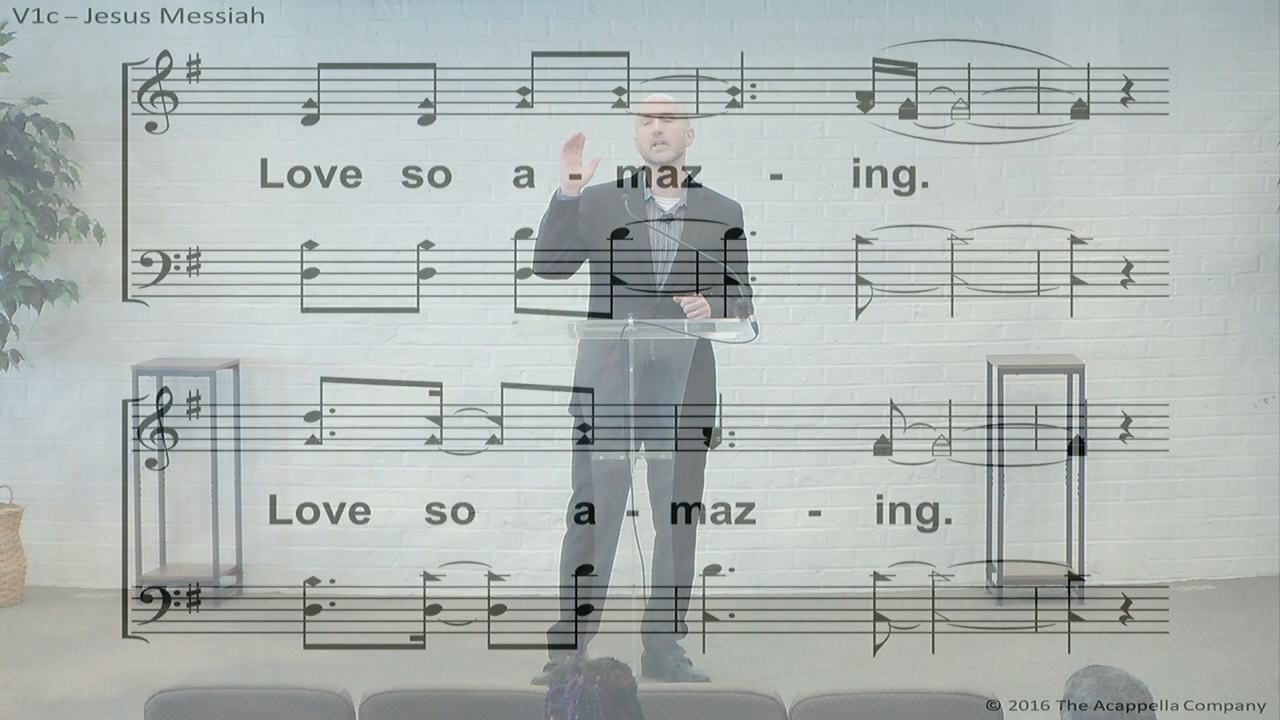 V1c – Jesus Messiah
Love so a - maz - ing.
Love so a - maz - ing.
© 2016 The Acappella Company